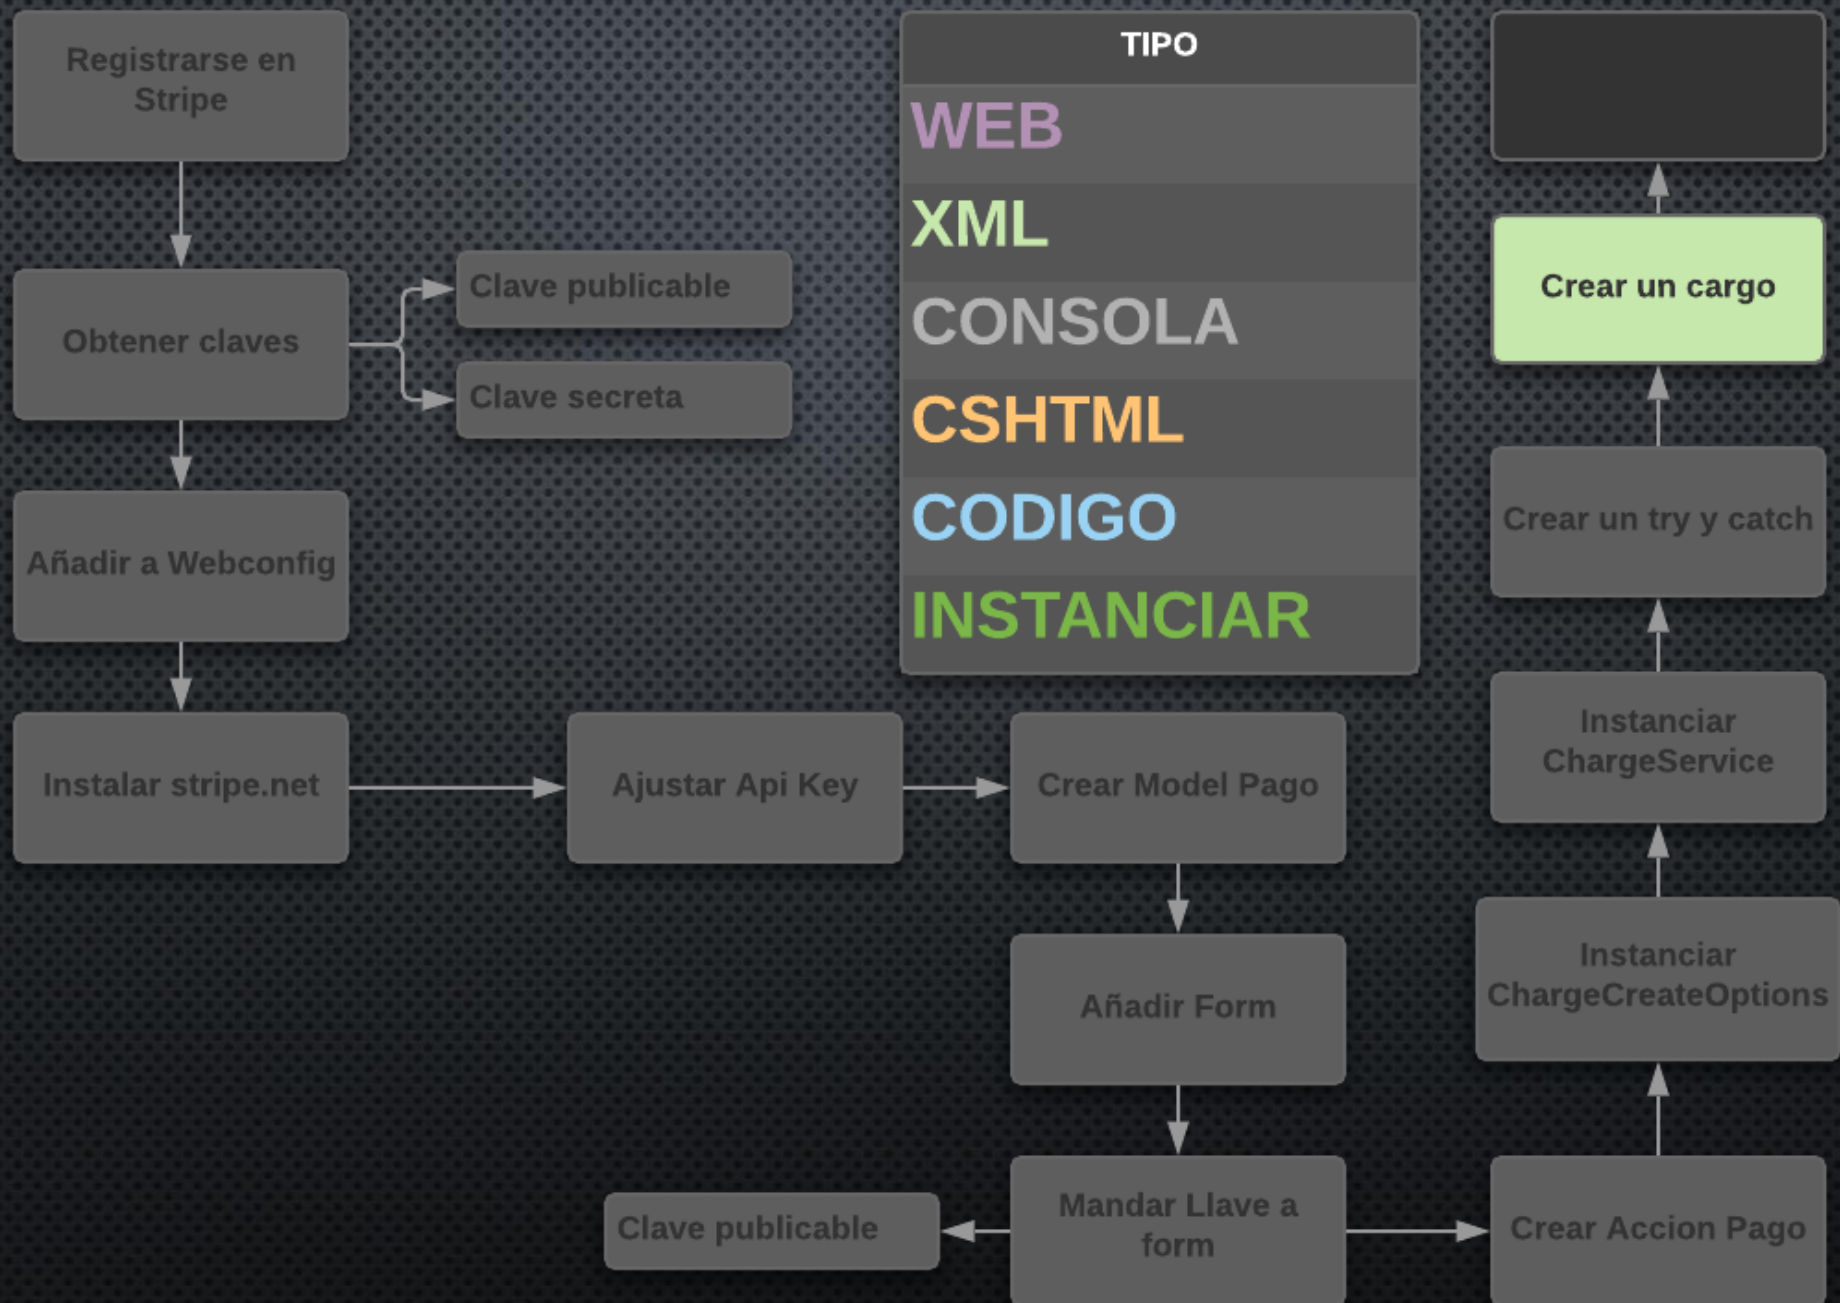 Registrarse en
Stripe
Obtener claves
Clave publicable
Clave secreta
Añadir a Webconfig
Instalar stripe.net
Ajustar Api Key
Crear Model Pago
Añadir Form
Mandar Llave a
form
Clave publicable
Crear Accion Pago
Instanciar
ChargeCreateOptions
Instanciar
ChargeService
Crear un try y catch
Crear un cargo
TIPO
WEB
XML
CONSOLA
CSHTML
CODIGO
INSTANCIAR